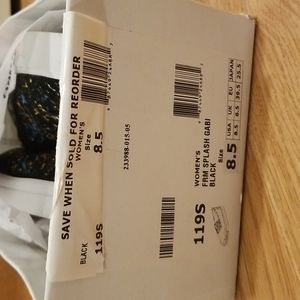 SAVE WHEN SOLD FOR REORDER
WOMEN'S
Size
8.5
BLACK
119S
233988-015-05
WOMEN'S
FRM SPLASH GABI
BLACK
119S
Size
8.5
USA UK EU JAPAN
8.5 6.5 39.5 25.5